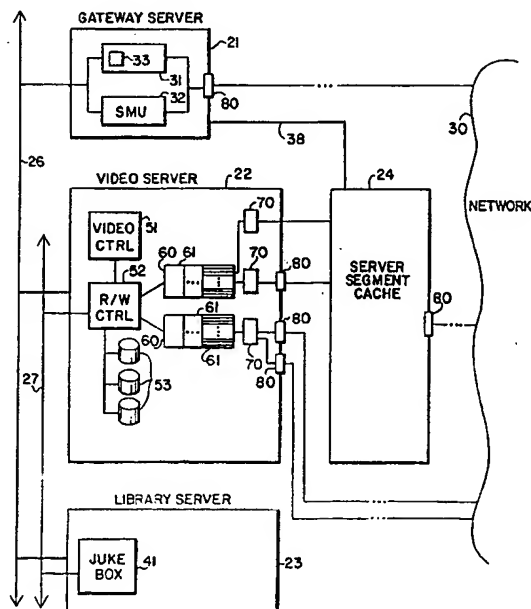 GATEWAY SERVER
21
33
31
SMU
32
80
30
26
38
VIDEO SERVER
22
24
NETWORK
VIDEO
CTRL
51
70
52
60
61
70
80
SERVER
SEGMENT
CACHE
80
R/W
CTRL
61
80
60
61
70
80
27
53
LIBRARY SERVER
JUKE
BOX
41
23